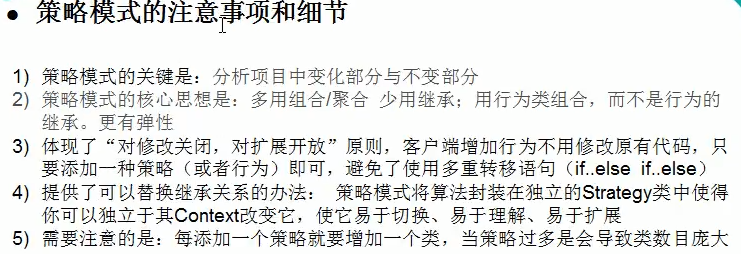 ● 策略模式的注意事项和细节
1) 策略模式的关键是：分析项目中变化部分与不变部分
2) 策略模式的核心思想是：多用组合/聚合 少用继承；用行为类组合，而不是行为的
继承。更有弹性
3) 体现了“对修改关闭，对扩展开放”原则，客户端增加行为不用修改原有代码，只
要添加一种策略（或者行为）即可，避免了使用多重转移语句（if..else if..else）
4) 提供了可以替换继承关系的办法： 策略模式将算法封装在独立的Strategy类中使得
你可以独立于其Context改变它，使它易于切换、易于理解、易于扩展
5) 需要注意的是：每添加一个策略就要增加一个类，当策略过多是会导致类数目庞大